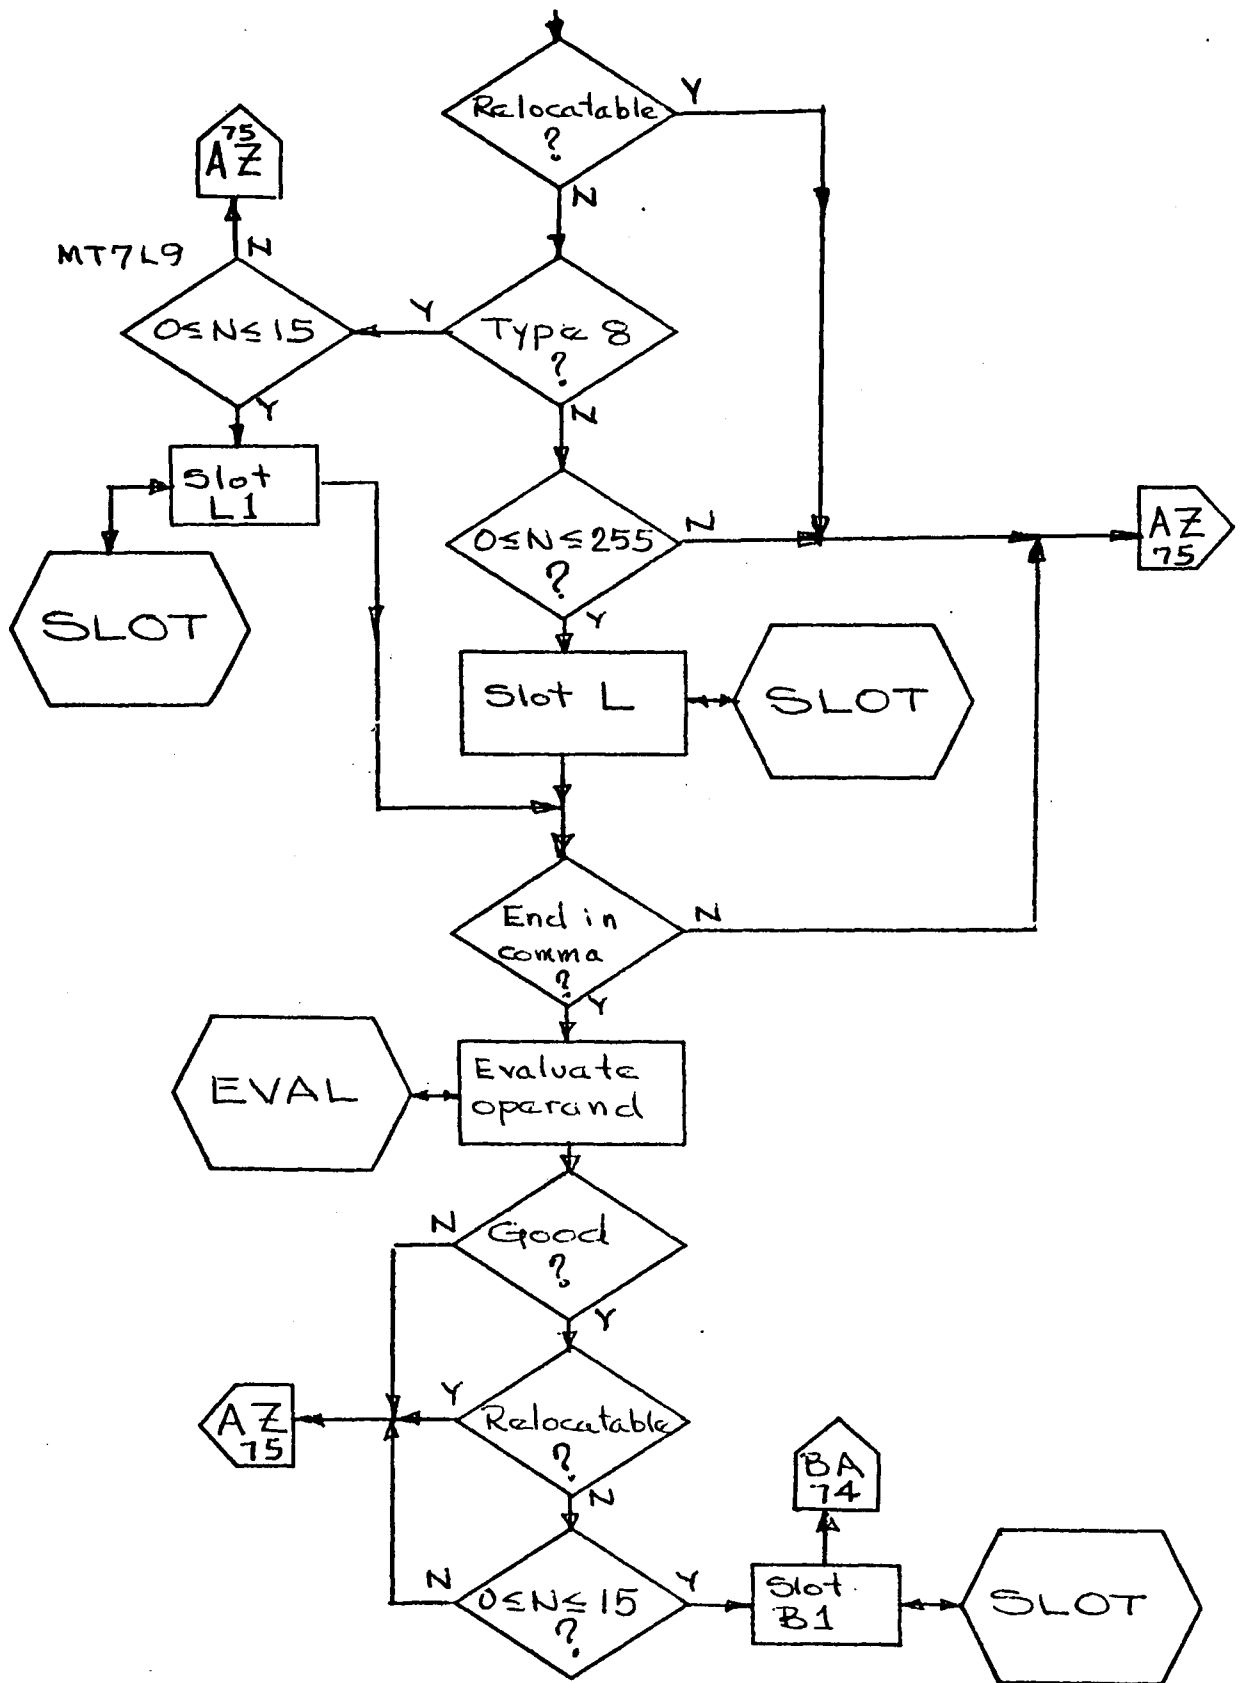 Relocatable
?
Y
N
75
AZ
MT7L9
N
0≤N≤15
Y
Y
Type 8
?
N
Slot
L1
SLOT
0≤N≤255
?
N
Y
AZ
75
Slot L
SLOT
End in
comma
?
N
Y
EVAL
Evaluate
operand
Good
?
N
Y
AZ
75
Y
Relocatable
?
N
BA
74
N
0≤N≤15
?
Y
Slot
B1
SLOT